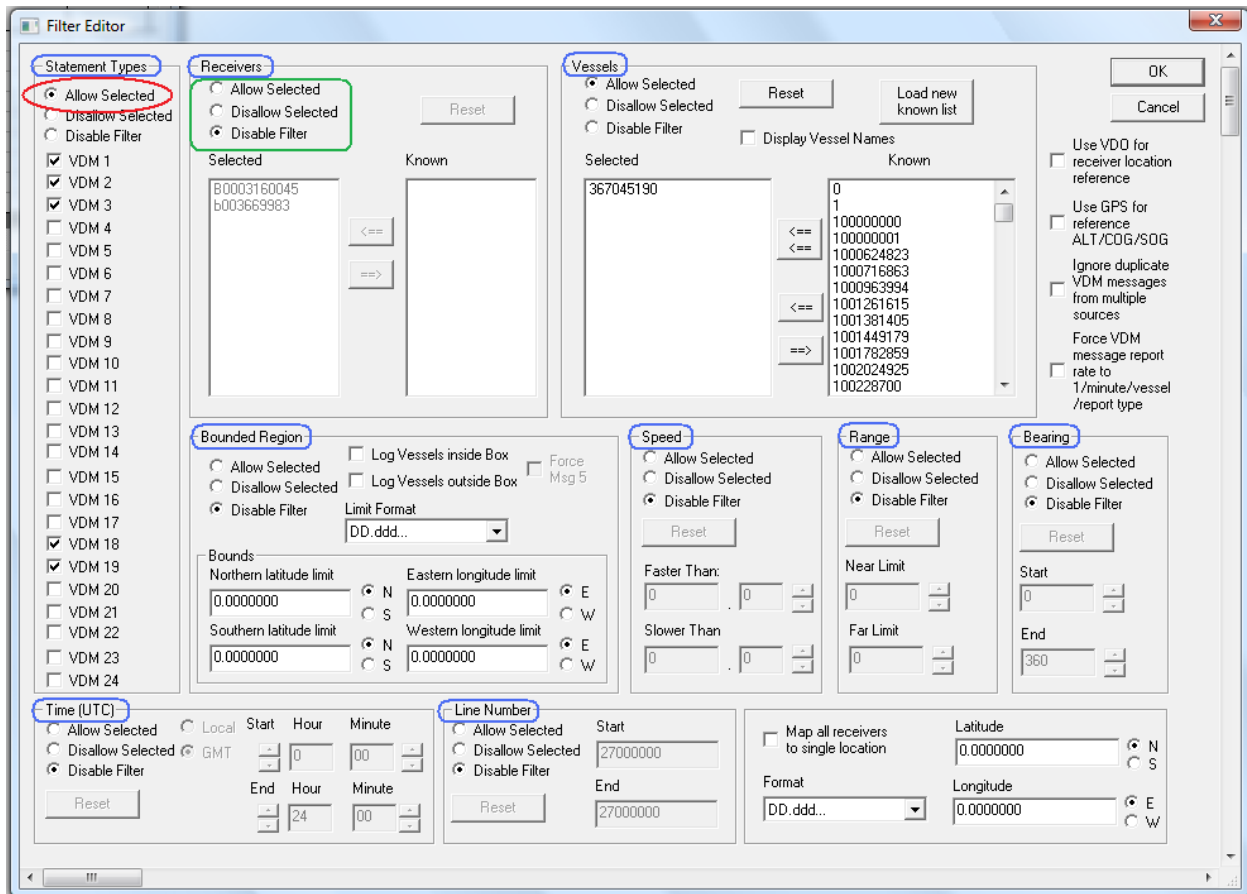 Filter Editor
Statement Types
Allow Selected
Disallow Selected
Disable Filter
VDM 1
VDM 2
VDM 3
VDM 4
VDM 5
VDM 6
VDM 7
VDM 8
VDM 9
VDM 10
VDM 11
VDM 12
VDM 13
VDM 14
VDM 15
VDM 16
VDM 17
VDM 18
VDM 19
VDM 20
VDM 21
VDM 22
VDM 23
VDM 24
Receivers
Allow Selected
Disallow Selected
Disable Filter
Reset
Selected
Known
B0003160045
b003669983
<==
==>
Vessels
Allow Selected
Disallow Selected
Disable Filter
Reset
Load new
known list
Display Vessel Names
Selected
Known
367045190
<==
<==
<==
==>
0
1
100000000
100000001
1000624823
1000716863
1000963994
1001261615
1001381405
1001449179
1001782859
1002024925
100228700
OK
Cancel
Use VDO for
receiver location
reference
Use GPS for
reference
ALT/COG/SOG
Ignore duplicate
VDM messages
from multiple
sources
Force VDM
message report
rate to
1/minute/vessel
/report type
Bounded Region
Allow Selected
Disallow Selected
Disable Filter
Log Vessels inside Box
Log Vessels outside Box
Force
Msg 5
Limit Format
DD.ddd...
Bounds
Northern latitude limit
0.0000000
N
S
Eastern longitude limit
0.0000000
E
W
Southern latitude limit
0.0000000
N
S
Western longitude limit
0.0000000
E
W
Speed
Allow Selected
Disallow Selected
Disable Filter
Reset
Faster Than:
0 . 0
Slower Than
0 . 0
Range
Allow Selected
Disallow Selected
Disable Filter
Reset
Near Limit
0
Far Limit
0
Bearing
Allow Selected
Disallow Selected
Disable Filter
Reset
Start
0
End
360
Time (UTC)
Allow Selected
Disallow Selected
Disable Filter
Reset
Local
GMT
Start Hour Minute
0 00
End Hour Minute
24 00
Line Number
Allow Selected
Disallow Selected
Disable Filter
Reset
Start
27000000
End
27000000
Map all receivers
to single location
Format
DD.ddd...
Latitude
0.0000000
N
S
Longitude
0.0000000
E
W